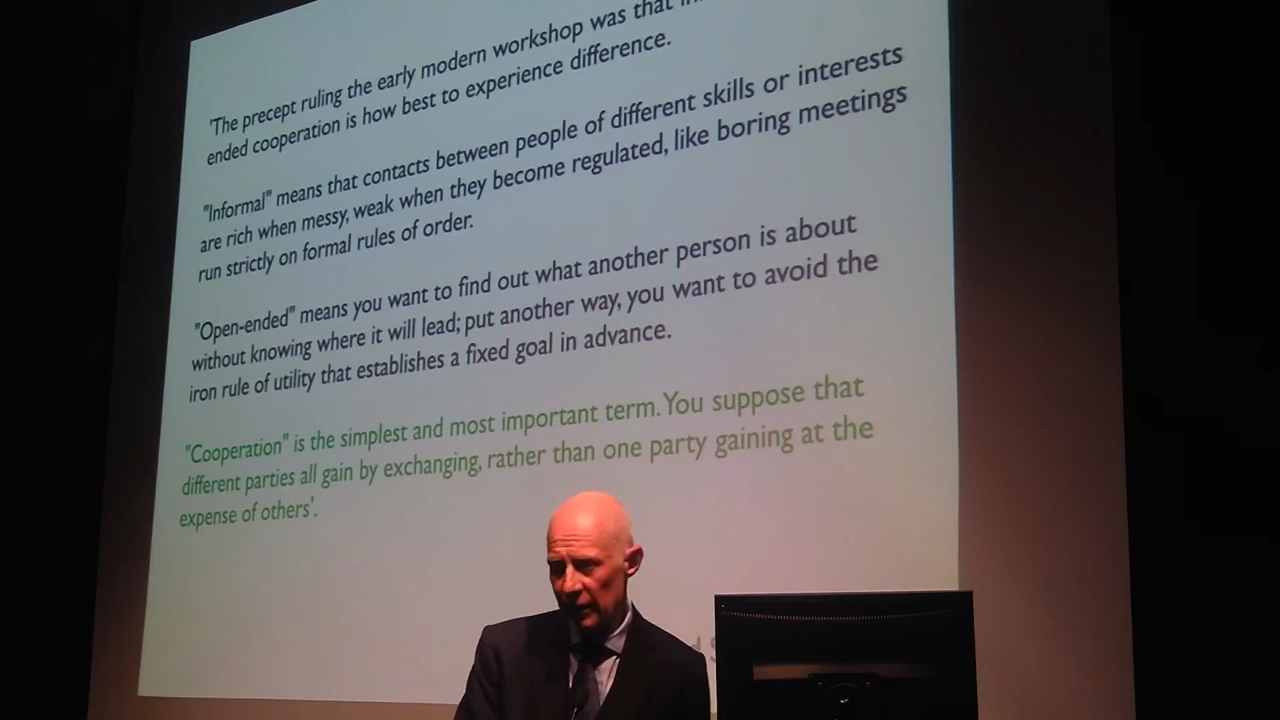 'The precept ruling the early modern workshop was that
ended cooperation is how best to experience difference.
"Informal" means that contacts between people of different skills or interests
are rich when messy, weak when they become regulated, like boring meetings
run strictly on formal rules of order.
"Open-ended" means you want to find out what another person is about
without knowing where it will lead; put another way, you want to avoid the
iron rule of utility that establishes a fixed goal in advance.
"Cooperation" is the simplest and most important term. You suppose that
different parties all gain by exchanging, rather than one party gaining at the
expense of others'.